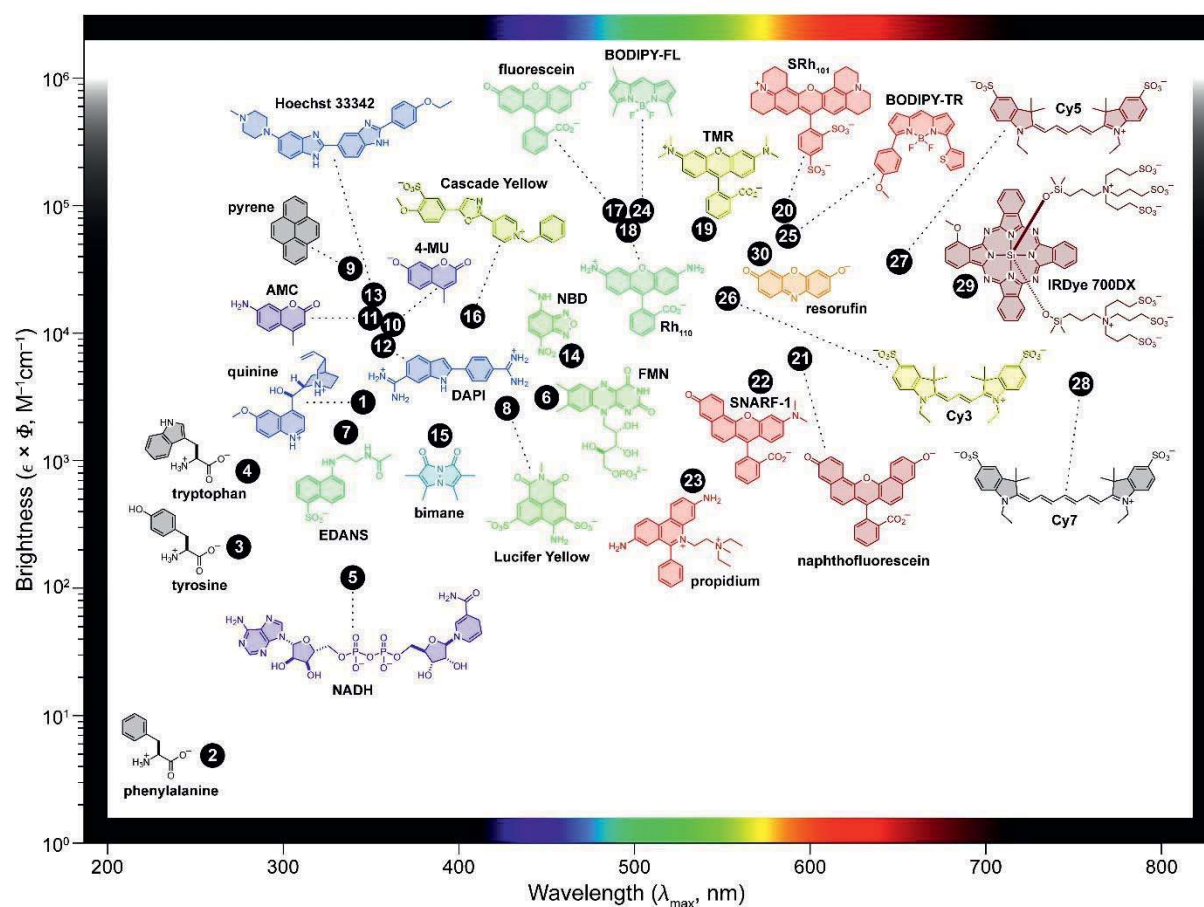 fluorescein
BODIPY-FL
SRh101
BODIPY-TR
Cy5
Hoechst 33342
TMR
Cascade Yellow
pyrene
4-MU
AMC
NBD
Rh110
resorufin
IRDye 700DX
quinine
DAPI
FMN
SNARF-1
Cy3
tryptophan
EDANS
bimane
Lucifer Yellow
propidium
naphthofluorescein
Cy7
tyrosine
NADH
phenylalanine
17 24
18
20
19
25
30
27
9
13
11 10
16
26
29
12
14
21
1
8
6
22
28
7
15
4
23
3
5
2
10⁶
10⁵
10⁴
10³
10²
10¹
10⁰
Brightness (ϵ × Φ, M⁻¹cm⁻¹)
200 300 400 500 600 700 800
Wavelength (λmax, nm)